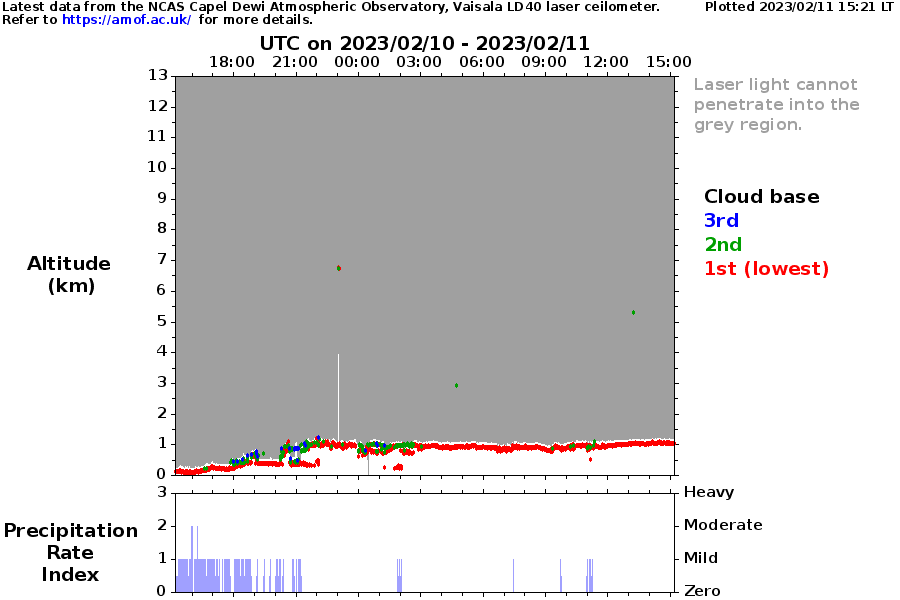 Latest data from the NCAS Capel Dewi Atmospheric Observatory, Vaisala LD40 laser ceilometer. Plotted 2023/02/11 15:21 LT
Refer to https://amof.ac.uk/ for more details.
UTC on 2023/02/10 - 2023/02/11
18:00 21:00 00:00 03:00 06:00 09:00 12:00 15:00
13
12
11
10
9
8
7
6
5
4
3
2
1
0
Altitude
(km)
Laser light cannot
penetrate into the
grey region.
Cloud base
3rd
2nd
1st (lowest)
3 Heavy
2 Moderate
1 Mild
0 Zero
Precipitation
Rate
Index